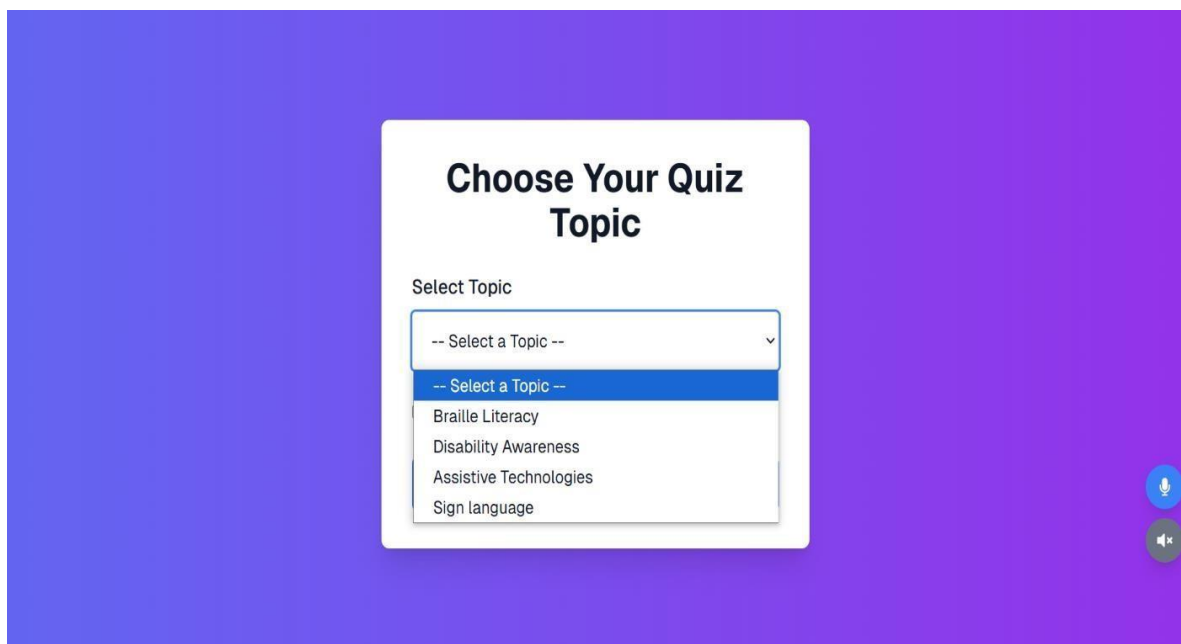 Choose Your Quiz
Topic
Select Topic
-- Select a Topic --
-- Select a Topic --
Braille Literacy
Disability Awareness
Assistive Technologies
Sign language